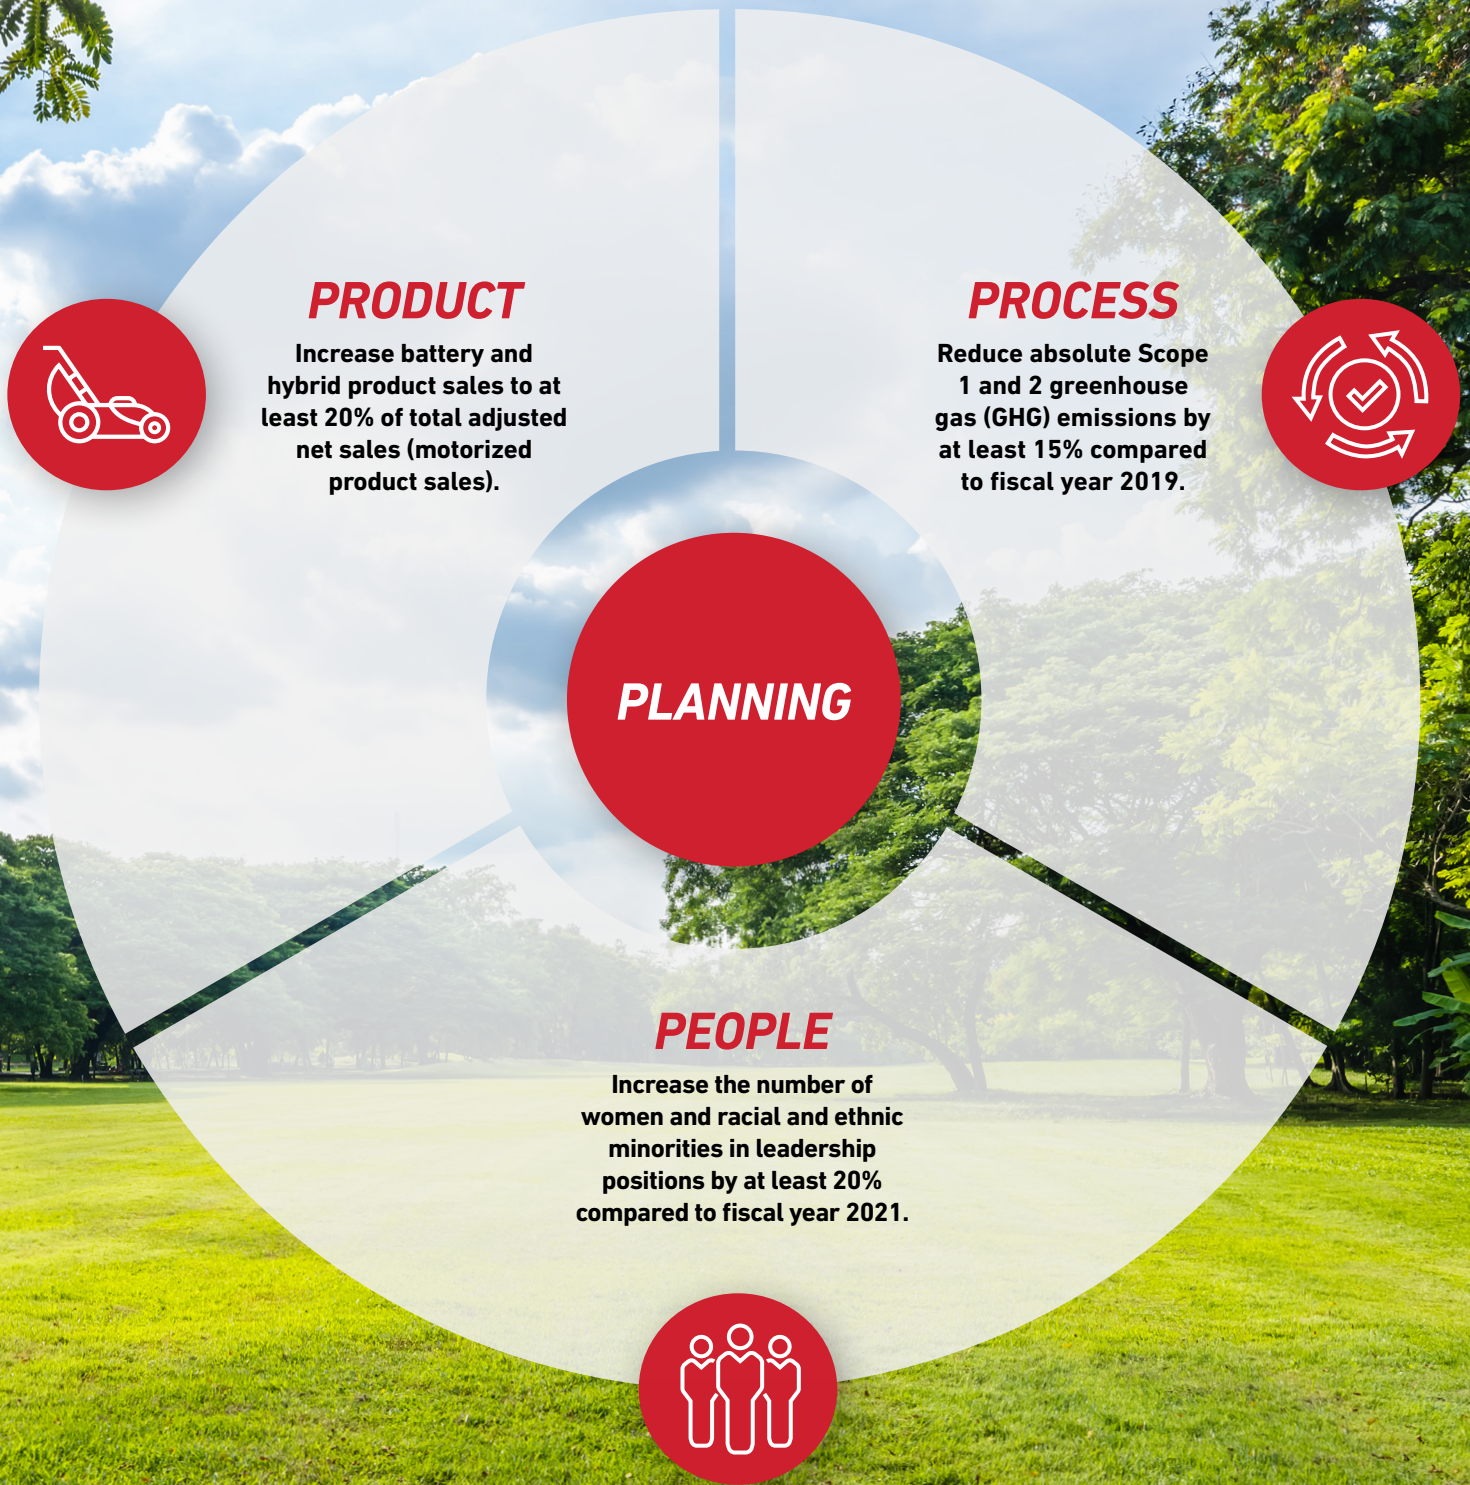 PRODUCT
Increase battery and
hybrid product sales to at
least 20% of total adjusted
net sales (motorized
product sales).
PROCESS
Reduce absolute Scope
1 and 2 greenhouse
gas (GHG) emissions by
at least 15% compared
to fiscal year 2019.
PLANNING
PEOPLE
Increase the number of
women and racial and ethnic
minorities in leadership
positions by at least 20%
compared to fiscal year 2021.